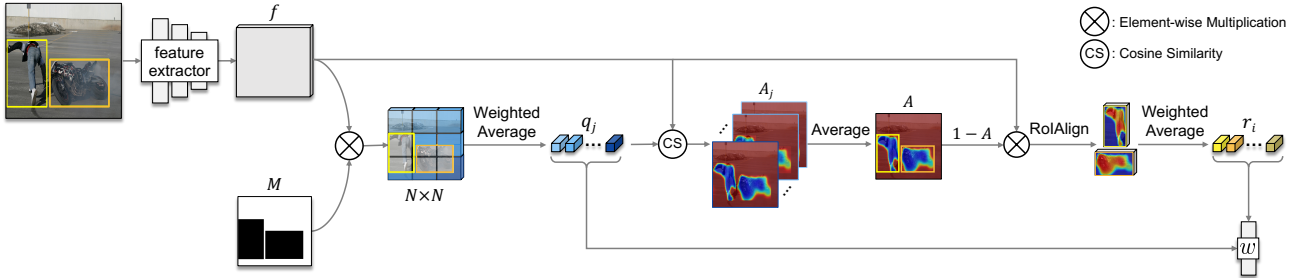 f
feature
extractor
M
N×N
Weighted
Average
q_j
CS
A_j
Average
A
1 − A
RoIAlign
Weighted
Average
r_i
w
: Element-wise Multiplication
CS : Cosine Similarity